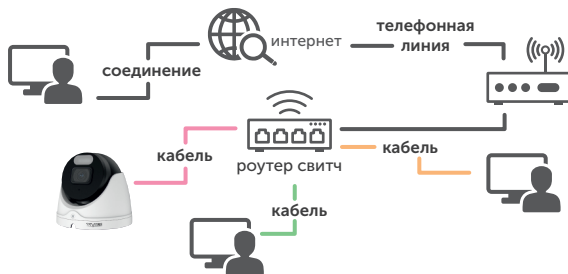 интернет
телефонная
линия
соединение
кабель
роутер свитч
кабель
кабель